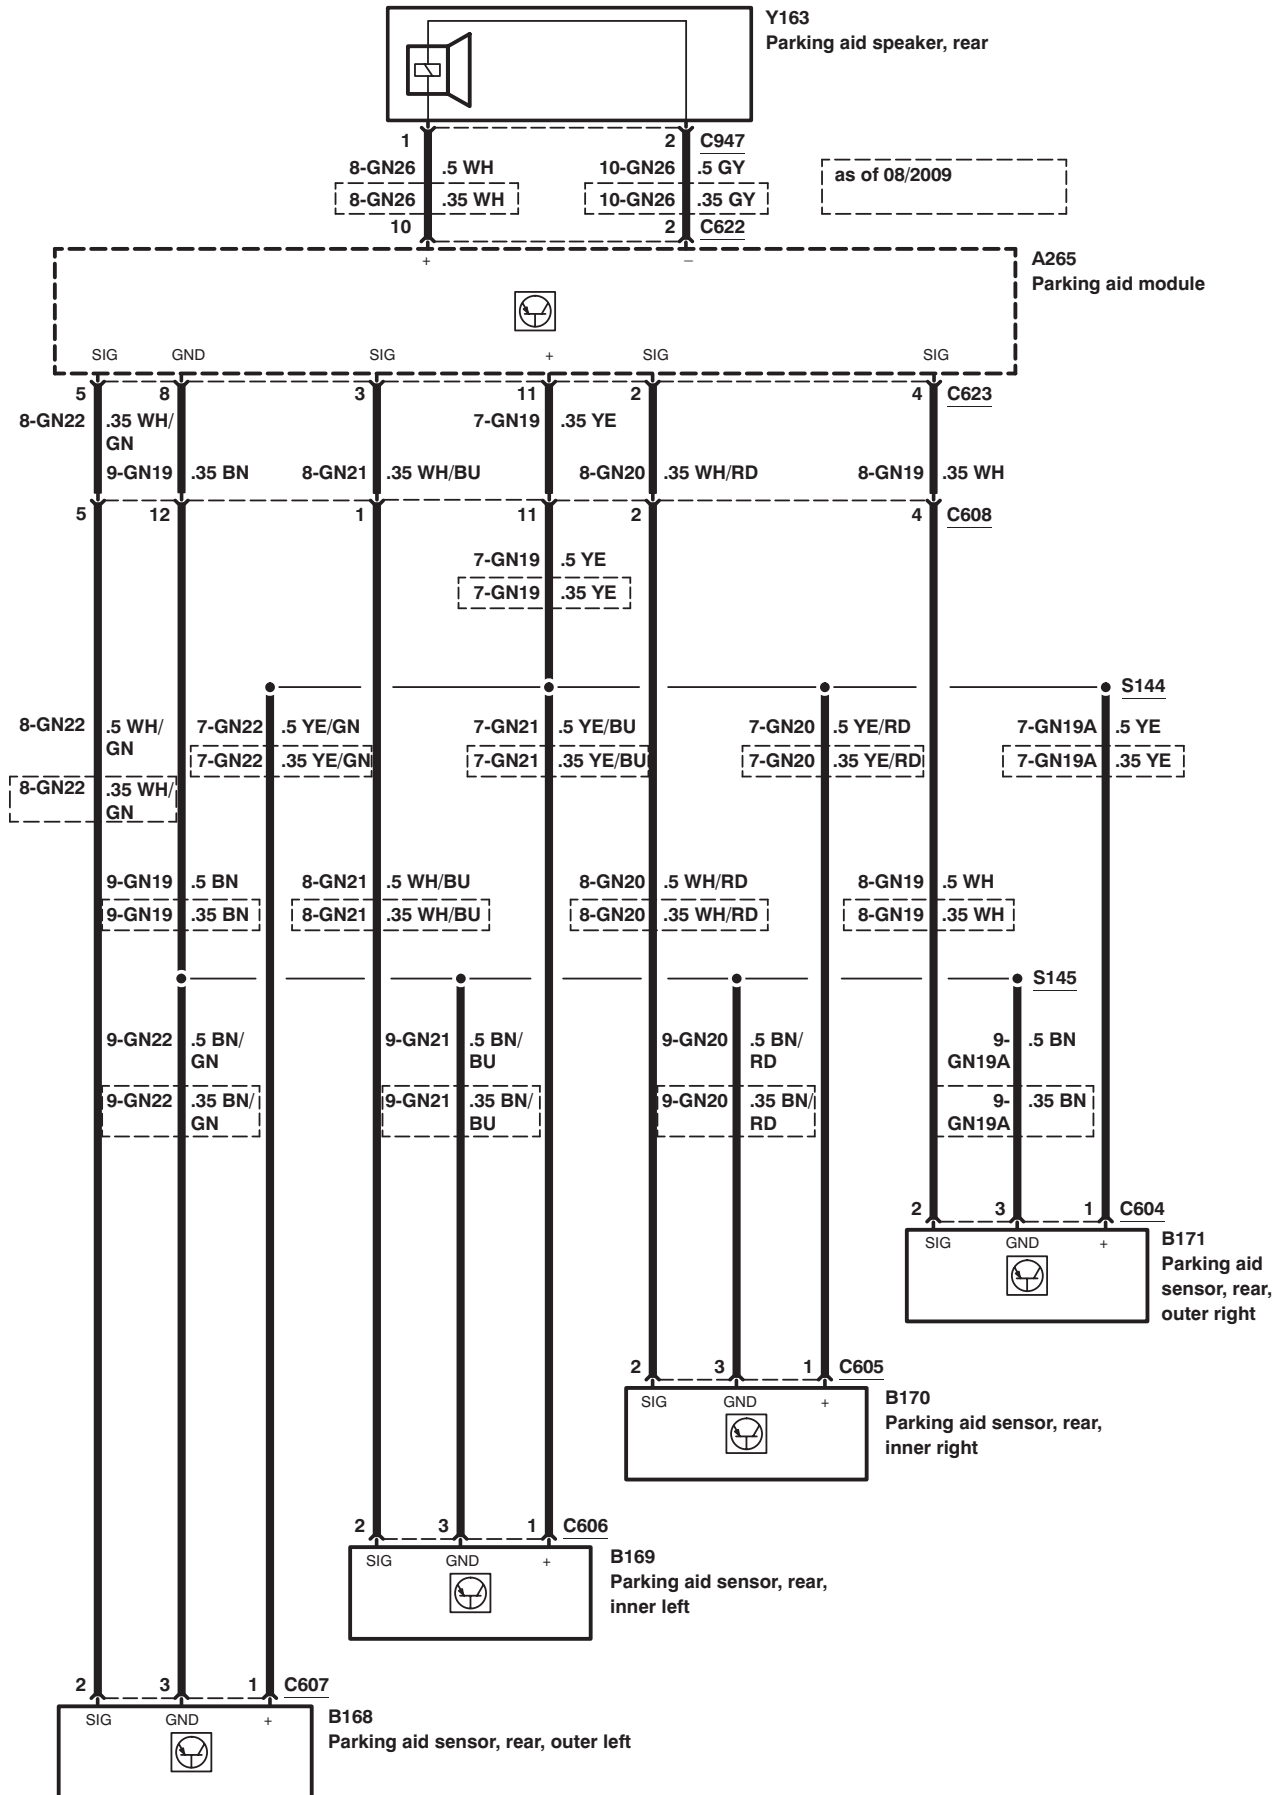 Y163
Parking aid speaker, rear
1 2 C947
8-GN26 .5 WH 10-GN26 .5 GY
as of 08/2009
8-GN26 .35 WH 10-GN26 .35 GY
10 2 C622
+ –
A265
Parking aid module
SIG GND SIG + SIG SIG
5 8 3 11 2 4 C623
8-GN22 .35 WH/ 7-GN19 .35 YE
GN
9-GN19 .35 BN 8-GN21 .35 WH/BU 8-GN20 .35 WH/RD 8-GN19 .35 WH
5 12 1 11 2 4 C608
7-GN19 .5 YE
7-GN19 .35 YE
S144
8-GN22 .5 WH/ 7-GN22 .5 YE/GN 7-GN21 .5 YE/BU 7-GN20 .5 YE/RD 7-GN19A .5 YE
GN
7-GN22 .35 YE/GN 7-GN21 .35 YE/BU 7-GN20 .35 YE/RD 7-GN19A .35 YE
8-GN22 .35 WH/
GN
9-GN19 .5 BN 8-GN21 .5 WH/BU 8-GN20 .5 WH/RD 8-GN19 .5 WH
9-GN19 .35 BN 8-GN21 .35 WH/BU 8-GN20 .35 WH/RD 8-GN19 .35 WH
S145
9-GN22 .5 BN/ 9-GN21 .5 BN/ 9-GN20 .5 BN/ 9- .5 BN
GN BU RD GN19A
9-GN22 .35 BN/ 9-GN21 .35 BN/ 9-GN20 .35 BN/ 9- .35 BN
GN BU RD GN19A
2 3 1 C604
SIG GND +
B171
Parking aid
sensor, rear,
outer right
2 3 1 C605
SIG GND +
B170
Parking aid sensor, rear,
inner right
2 3 1 C606
SIG GND +
B169
Parking aid sensor, rear,
inner left
2 3 1 C607
SIG GND +
B168
Parking aid sensor, rear, outer left